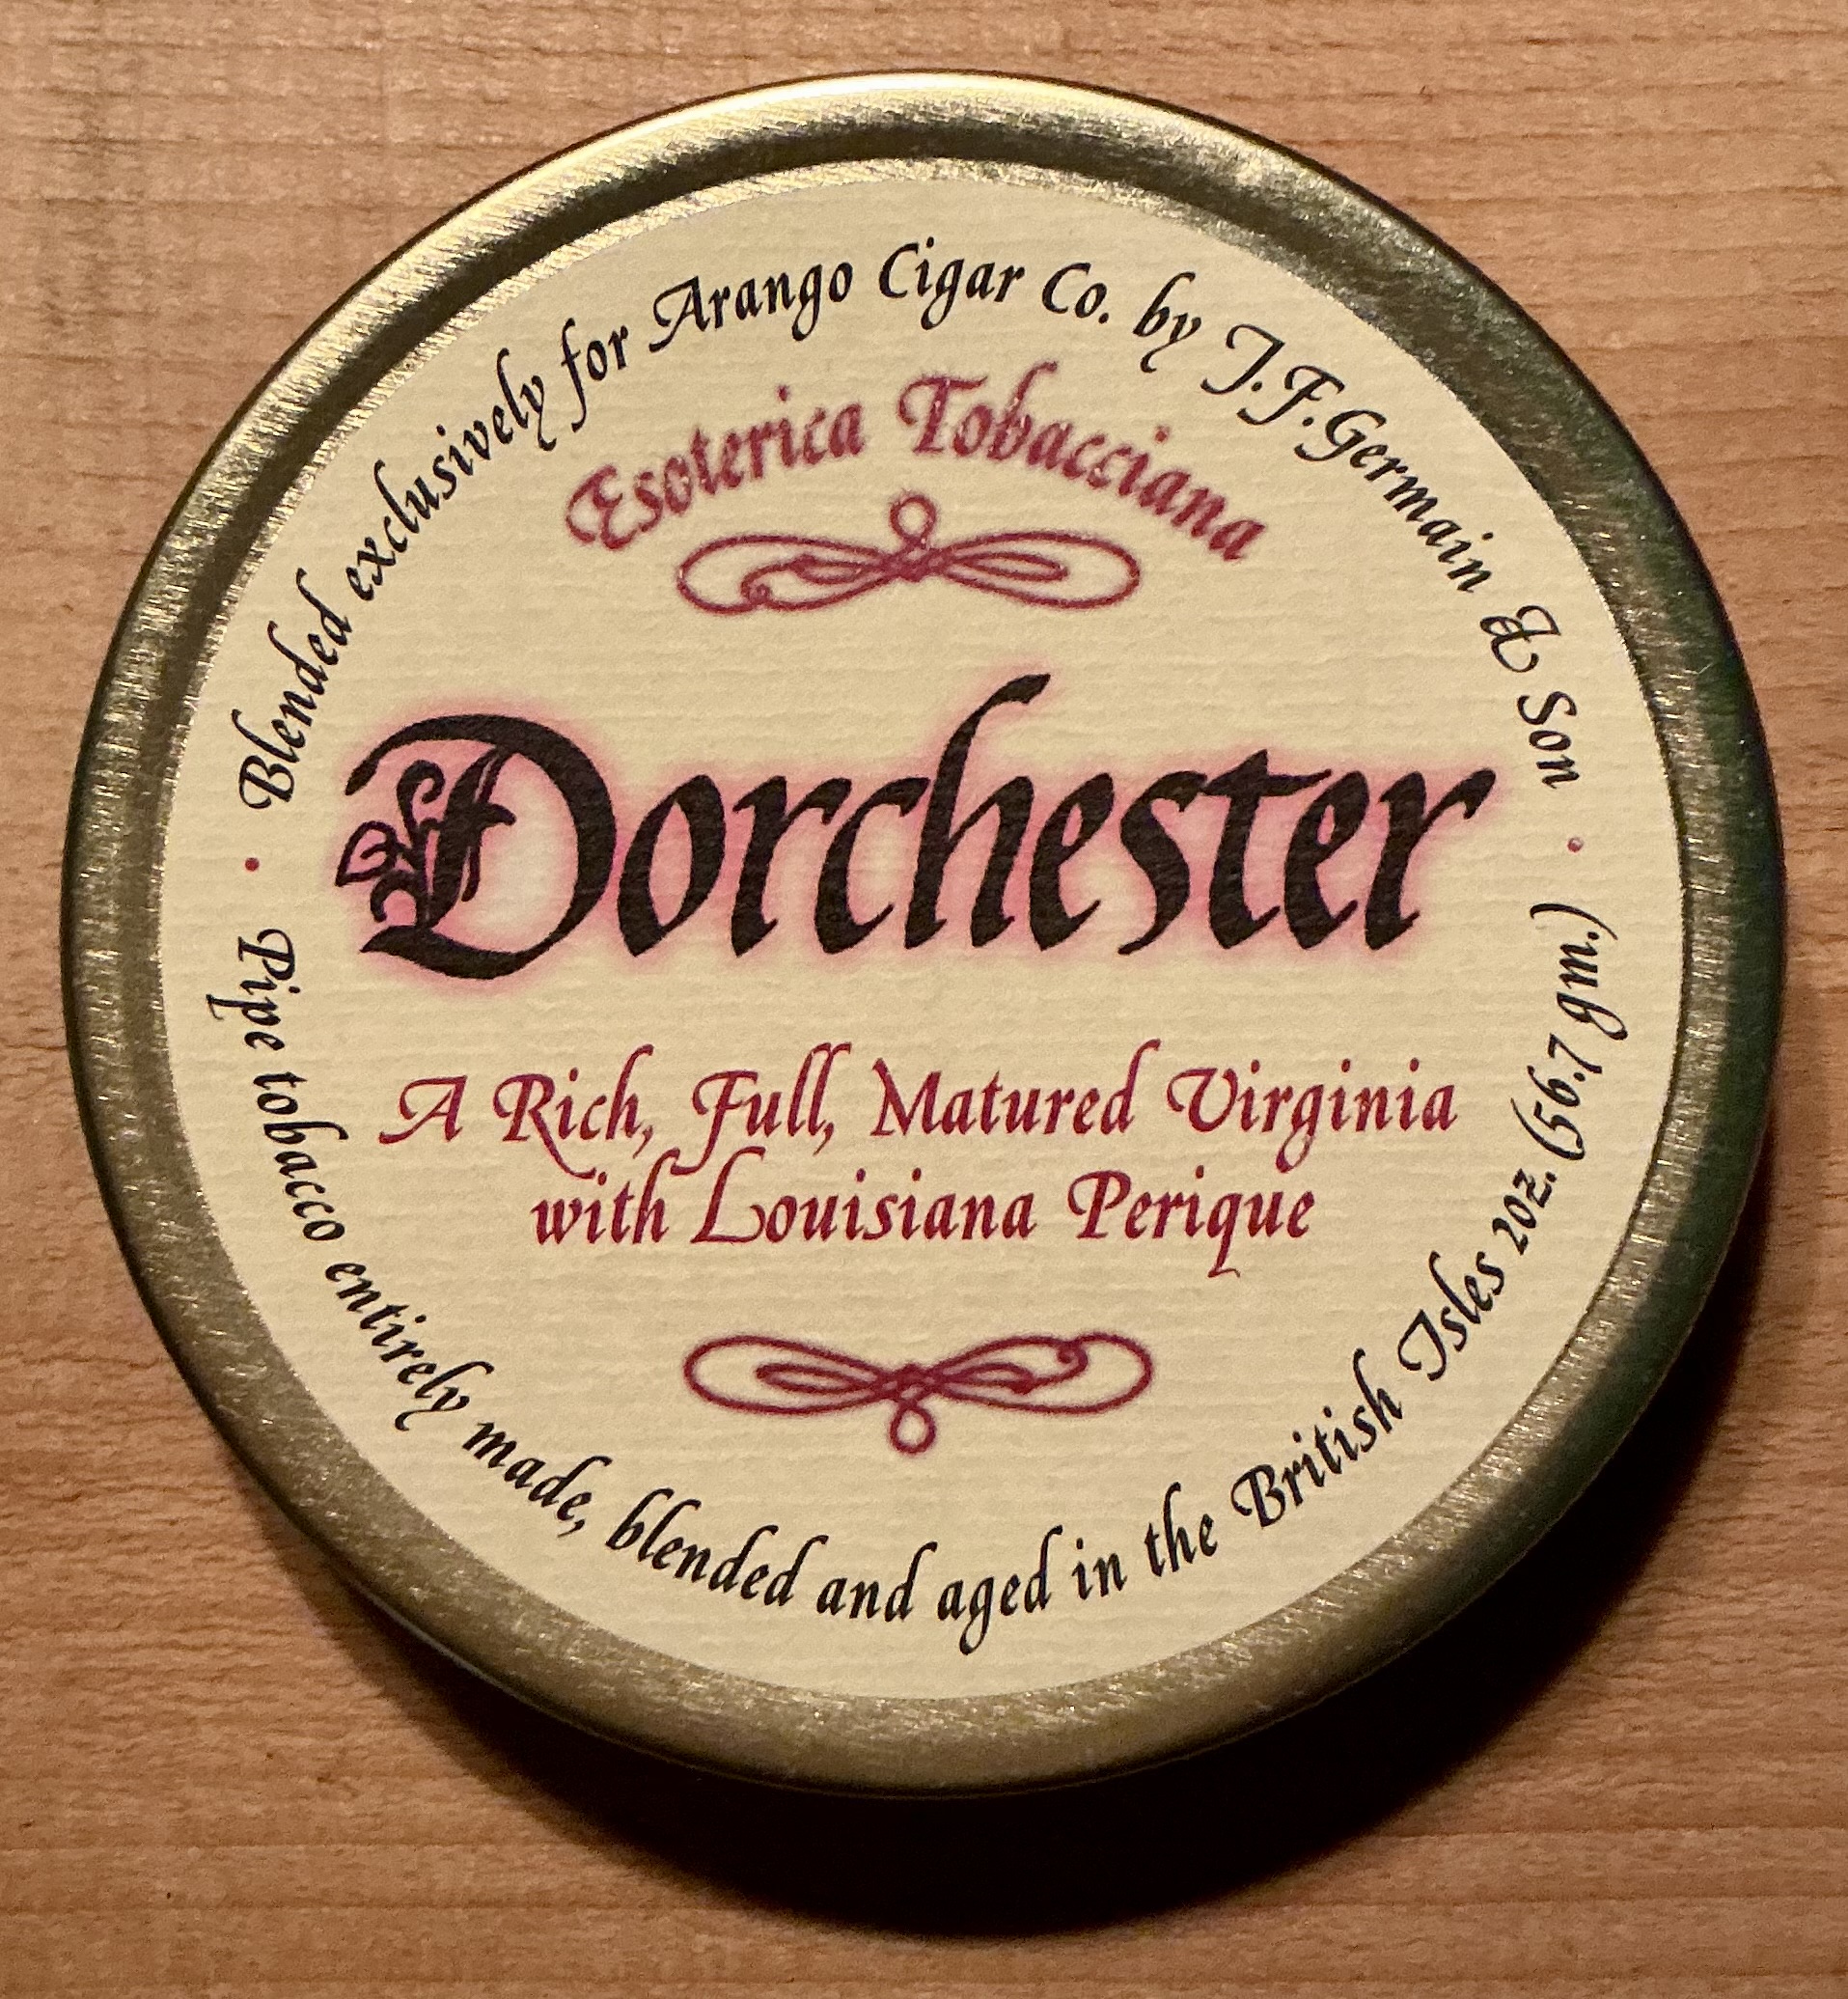 Blended exclusively for Arango Cigar Co. by J.F. Germain & Son
Esoterica Tobacciana
Dorchester
A Rich, Full, Matured Virginia
with Louisiana Perique
Pipe tobacco entirely made, blended and aged in the British Isles 2oz. (56.7 gm.)